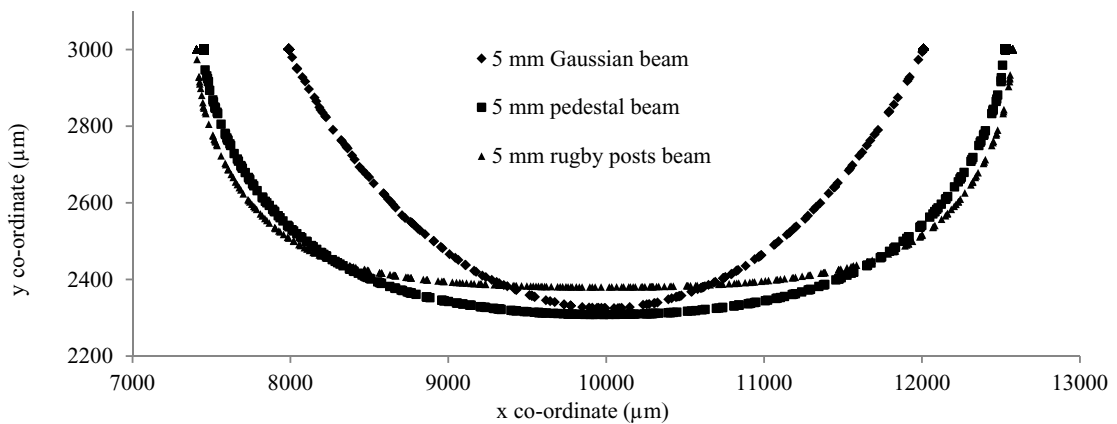 3000
2800
2600
2400
2200
y co-ordinate (µm)
5 mm Gaussian beam
5 mm pedestal beam
5 mm rugby posts beam
7000 8000 9000 10000 11000 12000 13000
x co-ordinate (µm)